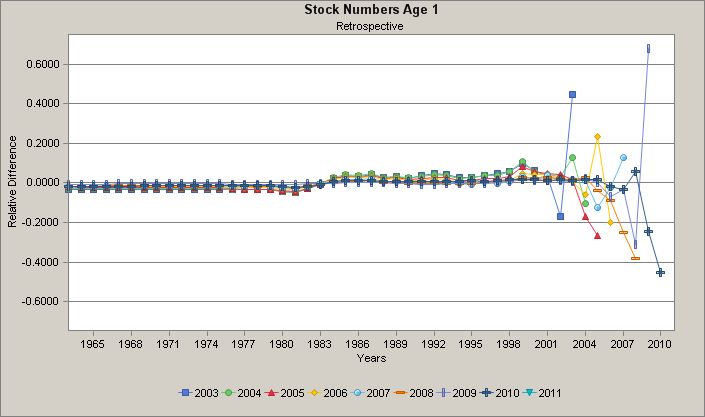 Stock Numbers Age 1
Retrospective
0.6000
0.4000
0.2000
0.0000
-0.2000
-0.4000
-0.6000
Relative Difference
1965 1968 1971 1974 1977 1980 1983 1986 1989 1992 1995 1998 2001 2004 2007 2010
Years
2003 2004 2005 2006 2007 2008 2009 2010 2011